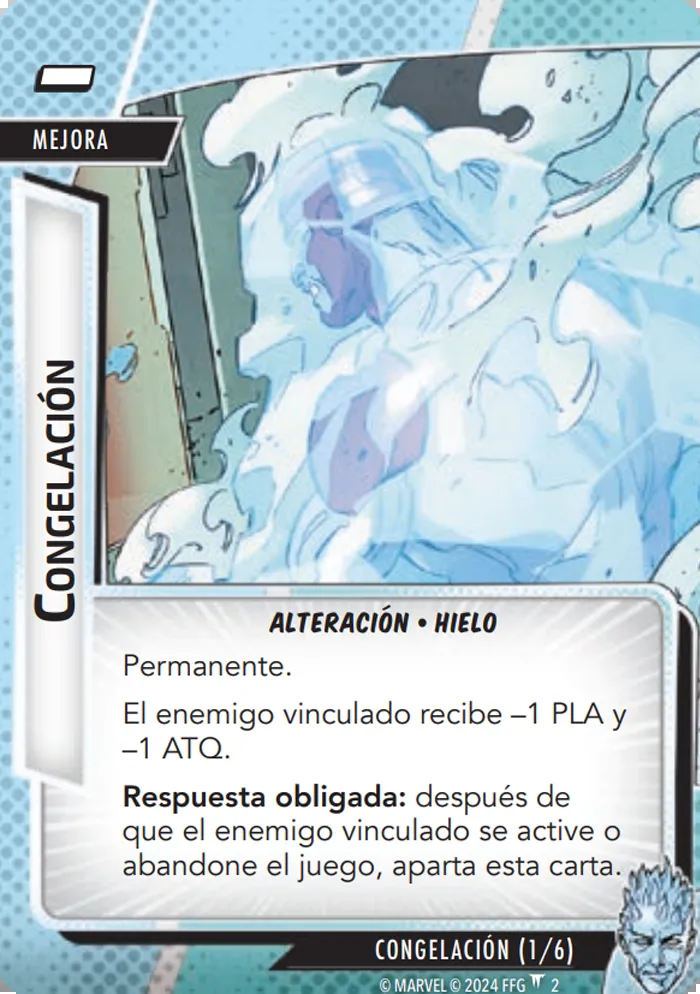 MEJORA
CONGELACIÓN
ALTERACIÓN • HIELO
Permanente.
El enemigo vinculado recibe –1 PLA y
–1 ATQ.
Respuesta obligada: después de
que el enemigo vinculado se active o
abandone el juego, aparta esta carta.
CONGELACIÓN (1/6)
© MARVEL © 2024 FFG 2